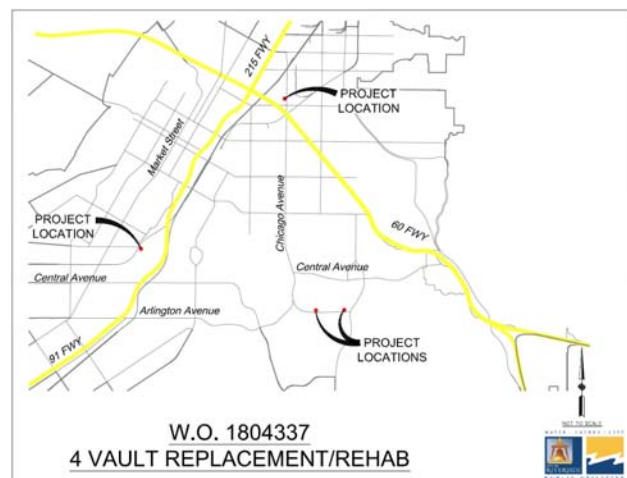 215 FWY
PROJECT
LOCATION
Market Street
PROJECT
LOCATION
Chicago Avenue
60 FWY
Central Avenue
Central Avenue
Arlington Avenue
91 FWY
PROJECT
LOCATIONS
NOT TO SCALE
W.O. 1804337
4 VAULT REPLACEMENT/REHAB
RIVERSIDE